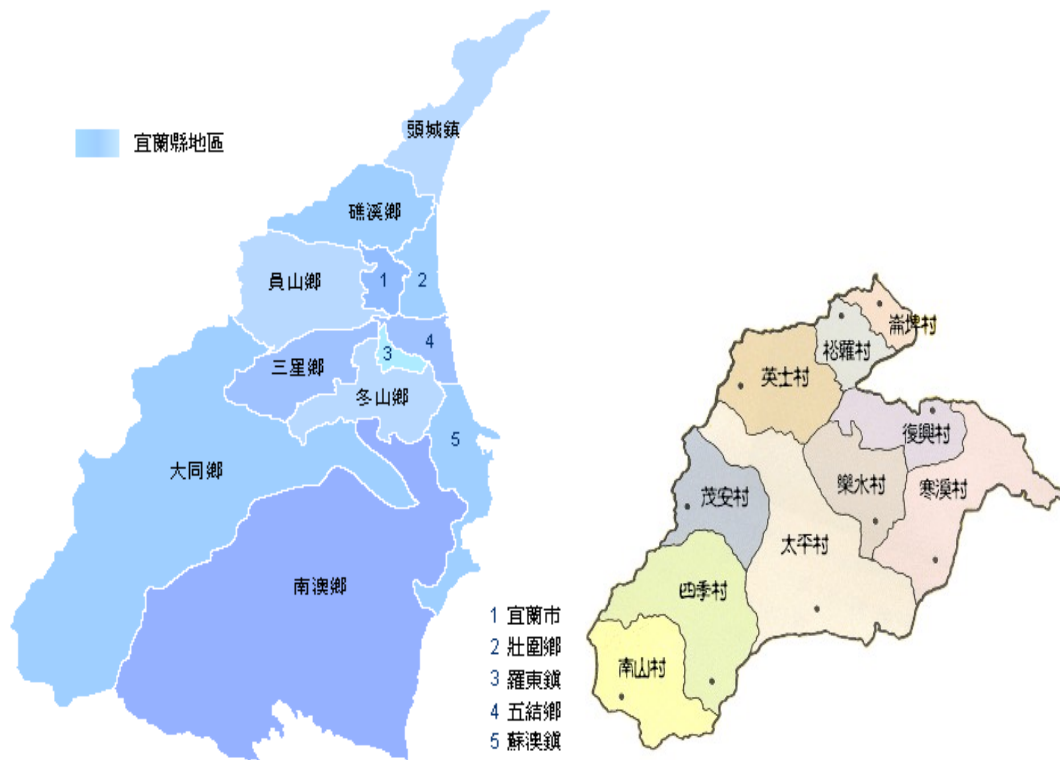 宜蘭縣地區
頭城鎮
礁溪鄉
員山鄉
1
2
三星鄉
3
4
冬山鄉
5
大同鄉
南澳鄉
1 宜蘭市
2 壯圍鄉
3 羅東鎮
4 五結鄉
5 蘇澳鎮
崙埤村
松羅村
英士村
復興村
樂水村
寒溪村
茂安村
太平村
四季村
南山村